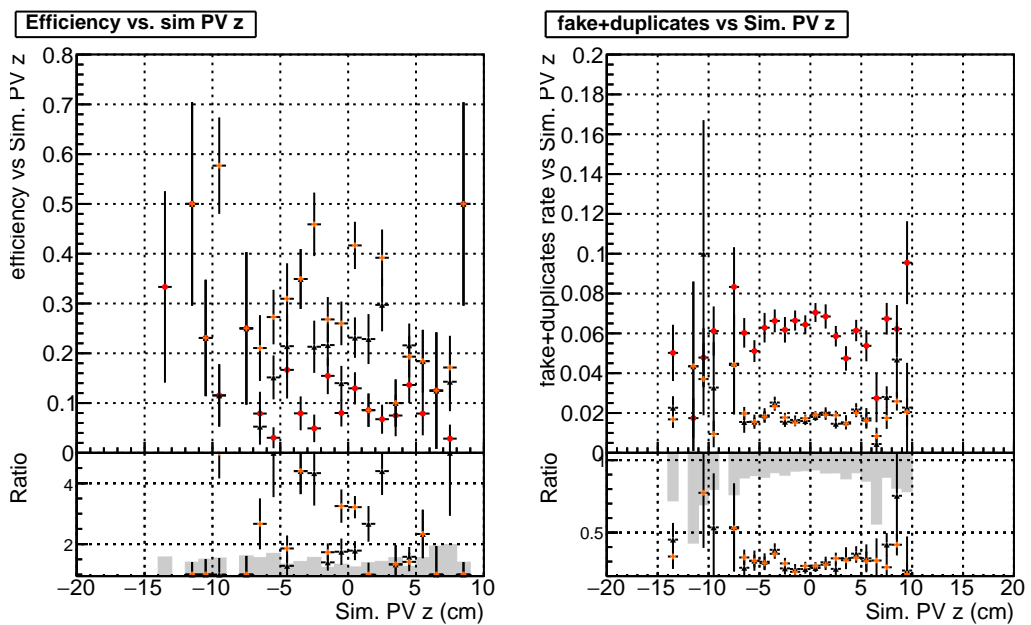 Efficiency vs. sim PV z
efficiency vs Sim. PV z
0.8
0.7
0.6
0.5
0.4
0.3
0.2
0.1
0
Ratio
4
2
−20 −15 −10 −5 0 5 10
Sim. PV z (cm)
fake+duplicates vs Sim. PV z
fake+duplicates rate vs Sim. PV z
0.2
0.18
0.16
0.14
0.12
0.1
0.08
0.06
0.04
0.02
0
Ratio
0.5
−20 −15 −10 −5 0 5 10 15 20
Sim. PV z (cm)